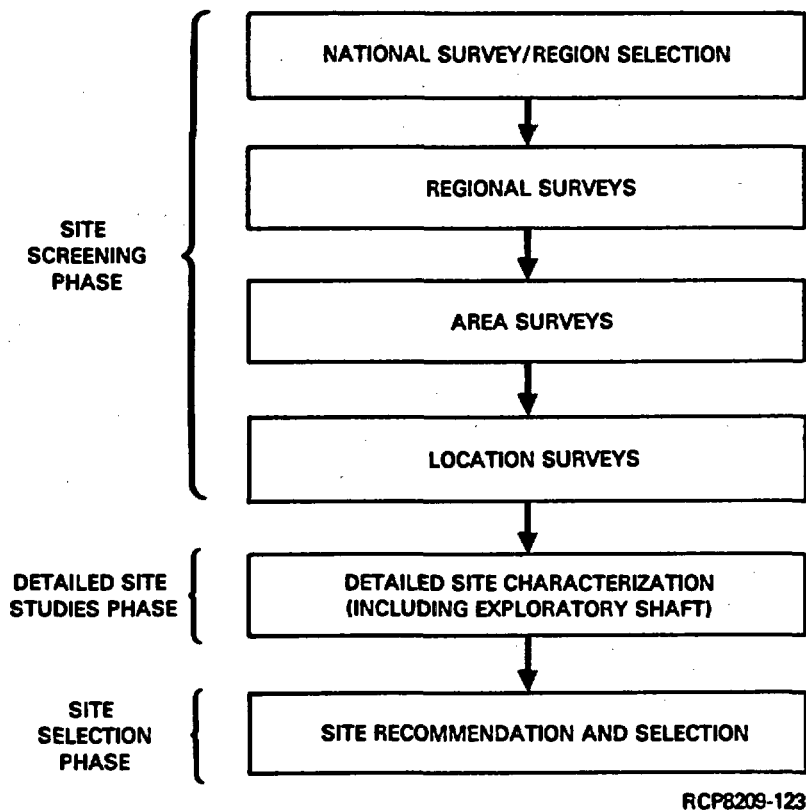 NATIONAL SURVEY/REGION SELECTION
REGIONAL SURVEYS
SITE
SCREENING
PHASE
AREA SURVEYS
LOCATION SURVEYS
DETAILED SITE
STUDIES PHASE
DETAILED SITE CHARACTERIZATION
(INCLUDING EXPLORATORY SHAFT)
SITE
SELECTION
PHASE
SITE RECOMMENDATION AND SELECTION
RCP8209-123